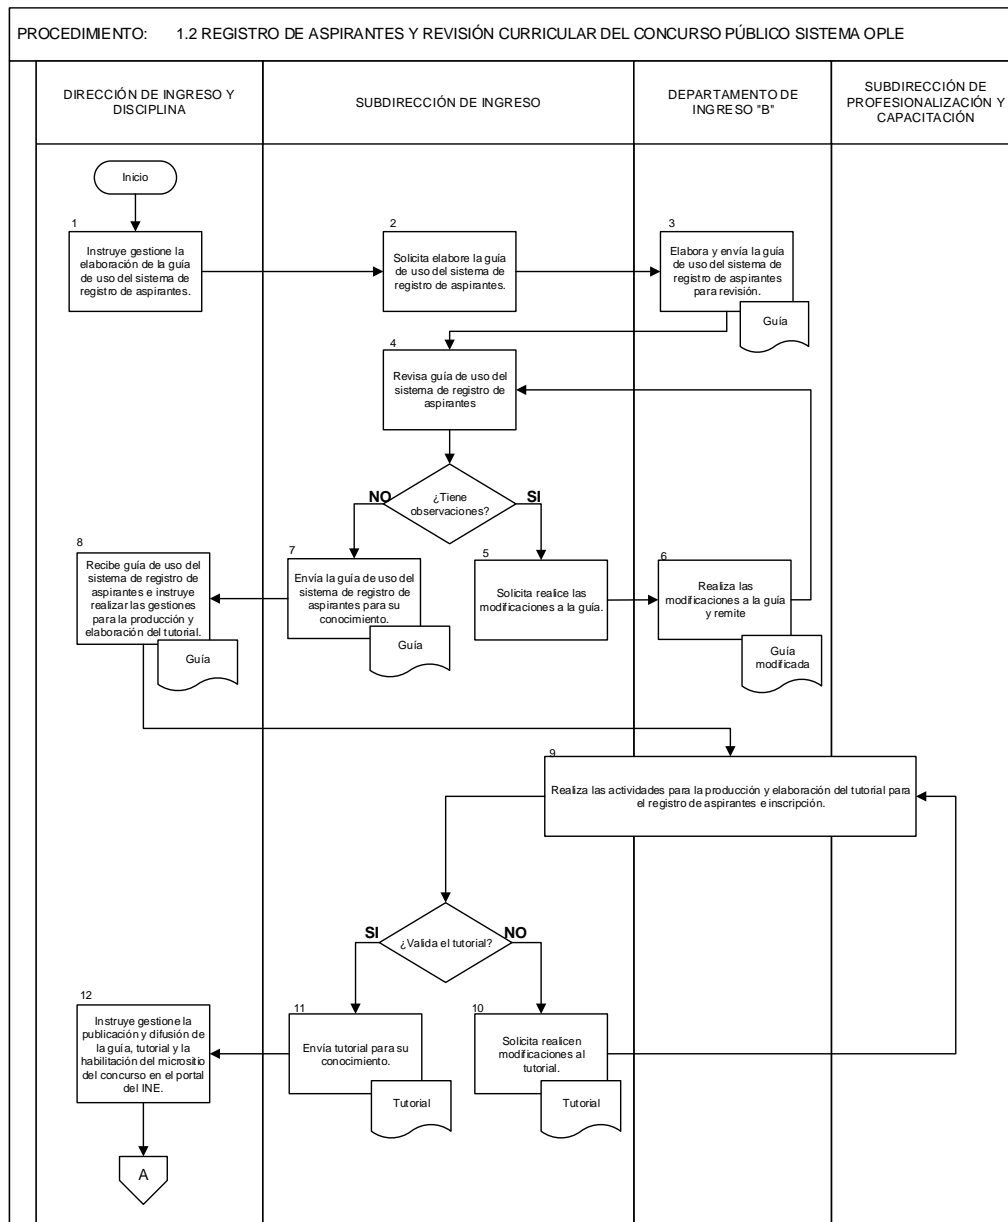 PROCEDIMIENTO: 1.2 REGISTRO DE ASPIRANTES Y REVISIÓN CURRICULAR DEL CONCURSO PÚBLICO SISTEMA OPLE
DIRECCIÓN DE INGRESO Y
DISCIPLINA
SUBDIRECCIÓN DE INGRESO
DEPARTAMENTO DE
INGRESO "B"
SUBDIRECCIÓN DE
PROFESIONALIZACIÓN Y
CAPACITACIÓN
Inicio
1
Instruye gestione la
elaboración de la guía
de uso del sistema de
registro de aspirantes.
2
Solicita elabore la guía
de uso del sistema de
registro de aspirantes.
3
Elabora y envía la guía
de uso del sistema de
registro de aspirantes
para revisión.
Guía
4
Revisa guía de uso del
sistema de registro de
aspirantes
¿Tiene
observaciones?
NO
SI
8
Recibe guía de uso del
sistema de registro de
aspirantes e instruye
realizar las gestiones
para la producción y
elaboración del tutorial.
Guía
7
Envía la guía de uso del
sistema de registro de
aspirantes para su
conocimiento.
Guía
5
Solicita realice las
modificaciones a la guía.
6
Realiza las
modificaciones a la guía
y remite
Guía
modificada
9
Realiza las actividades para la producción y elaboración del tutorial para
el registro de aspirantes e inscripción.
¿Valida el tutorial?
SI
NO
12
Instruye gestione la
publicación y difusión de
la guía, tutorial y la
habilitación del micrositio
del concurso en el portal
del INE.
11
Envía tutorial para su
conocimiento.
Tutorial
10
Solicita realicen
modificaciones al
tutorial.
Tutorial
A